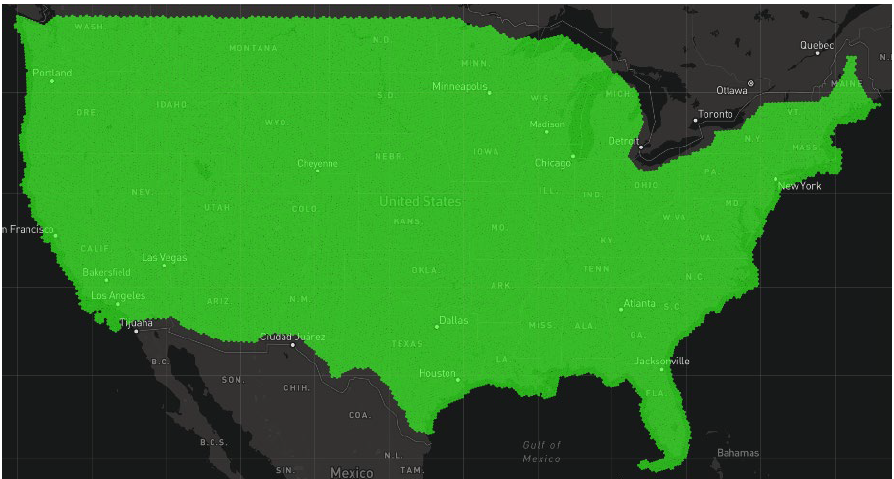 WASH.
MONTANA
N.D.
MINN.
Quebec
Portland
Minneapolis
S.D.
WIS.
MICH.
Ottawa
MAINE
N.
ORE.
IDAHO
WYO.
Madison
Toronto
VT.
N.Y.
Detroit
MASS.
Cheyenne
NEBR.
IOWA
Chicago
PA.
OHIO
New York
NEV.
UTAH
COLO.
United States
ILL.
IND.
MD.
KANS.
MO.
W.VA.
n Francisco
CALIF.
KY.
VA.
Las Vegas
Bakersfield
OKLA.
TENN.
N.C.
ARK.
Los Angeles
ARIZ.
N.M.
Atlanta
S.C.
Tijuana
Dallas
MISS.
ALA.
GA.
Ciudad Juárez
TEXAS
LA.
Jacksonville
B.C.
SON.
CHIH.
Houston
FLA.
COA.
B.C.S.
Gulf of
Mexico
Bahamas
N.L.
SIN.
Mexico
TAM.